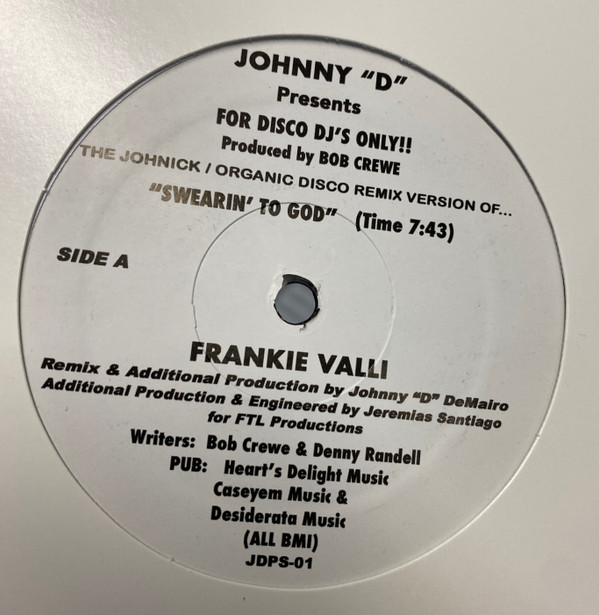 JOHNNY "D"
Presents
FOR DISCO DJ'S ONLY!!
Produced by BOB CREWE
THE JOHNICK / ORGANIC DISCO REMIX VERSION OF...
"SWEARIN' TO GOD" (Time 7:43)
SIDE A
FRANKIE VALLI
Remix & Additional Production by Johnny "D" DeMairo
Additional Production & Engineered by Jeremias Santiago
for FTL Productions
Writers: Bob Crewe & Denny Randell
PUB: Heart's Delight Music
Caseyem Music &
Desiderata Music
(ALL BMI)
JDPS-01